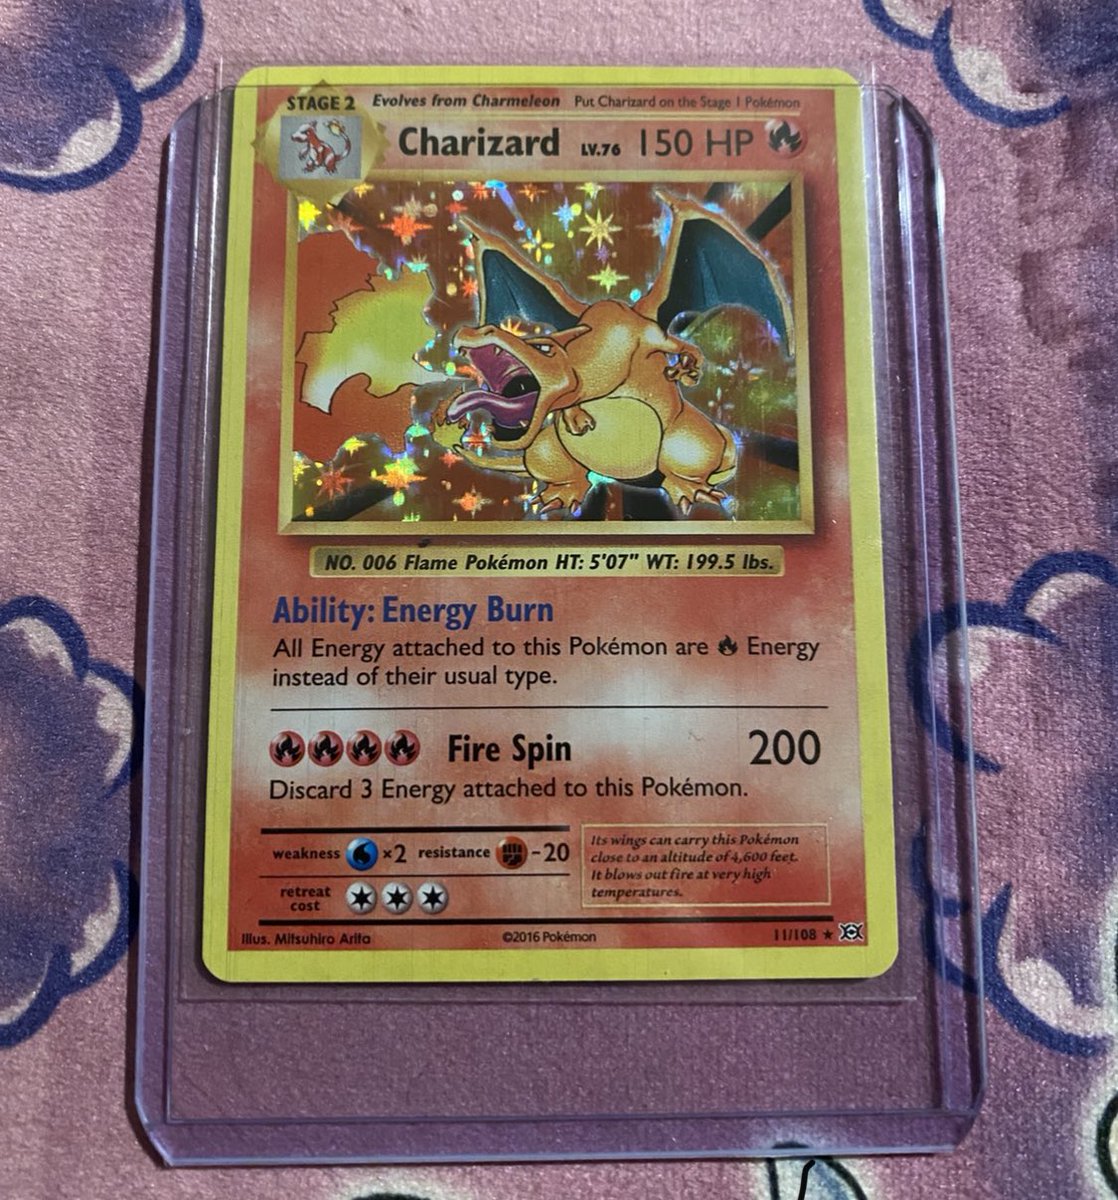 STAGE 2 Evolves from Charmeleon Put Charizard on the Stage 1 Pokémon
Charizard LV.76 150 HP
NO. 006 Flame Pokémon HT: 5'07" WT: 199.5 lbs.
Ability: Energy Burn
All Energy attached to this Pokémon are Energy
instead of their usual type.
Fire Spin 200
Discard 3 Energy attached to this Pokémon.
weakness ×2 resistance -20
retreat
cost
Its wings can carry this Pokémon
close to an altitude of 4,600 feet.
It blows out fire at very high
temperatures.
Illus. Mitsuhiro Arita ©2016 Pokémon 11/108 ★